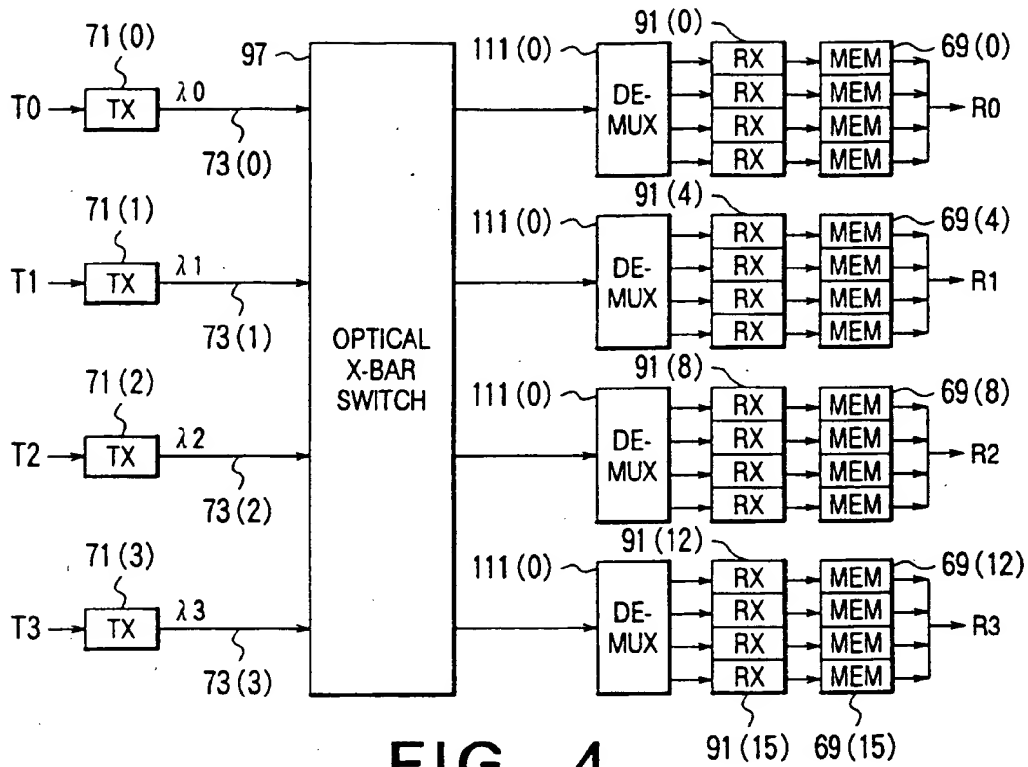 71(0) 97 111(0) 91(0) 69(0)
T0 TX λ0 DE-MUX RX MEM R0
RX MEM
RX MEM
RX MEM
73(0)
71(1) 111(0) 91(4) 69(4)
T1 TX λ1 DE-MUX RX MEM R1
RX MEM
RX MEM
RX MEM
73(1)
OPTICAL
X-BAR
SWITCH
71(2) 111(0) 91(8) 69(8)
T2 TX λ2 DE-MUX RX MEM R2
RX MEM
RX MEM
RX MEM
73(2)
71(3) 111(0) 91(12) 69(12)
T3 TX λ3 DE-MUX RX MEM R3
RX MEM
RX MEM
RX MEM
73(3)
91(15) 69(15)
FIG. 4